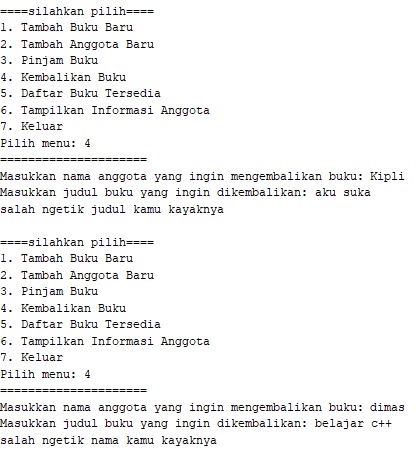 ====silahkan pilih====
1. Tambah Buku Baru
2. Tambah Anggota Baru
3. Pinjam Buku
4. Kembalikan Buku
5. Daftar Buku Tersedia
6. Tampilkan Informasi Anggota
7. Keluar
Pilih menu: 4
=====================
Masukkan nama anggota yang ingin mengembalikan buku: Kipli
Masukkan judul buku yang ingin dikembalikan: aku suka
salah ngetik judul kamu kayaknya

====silahkan pilih====
1. Tambah Buku Baru
2. Tambah Anggota Baru
3. Pinjam Buku
4. Kembalikan Buku
5. Daftar Buku Tersedia
6. Tampilkan Informasi Anggota
7. Keluar
Pilih menu: 4
=====================
Masukkan nama anggota yang ingin mengembalikan buku: dimas
Masukkan judul buku yang ingin dikembalikan: belajar c++
salah ngetik nama kamu kayaknya